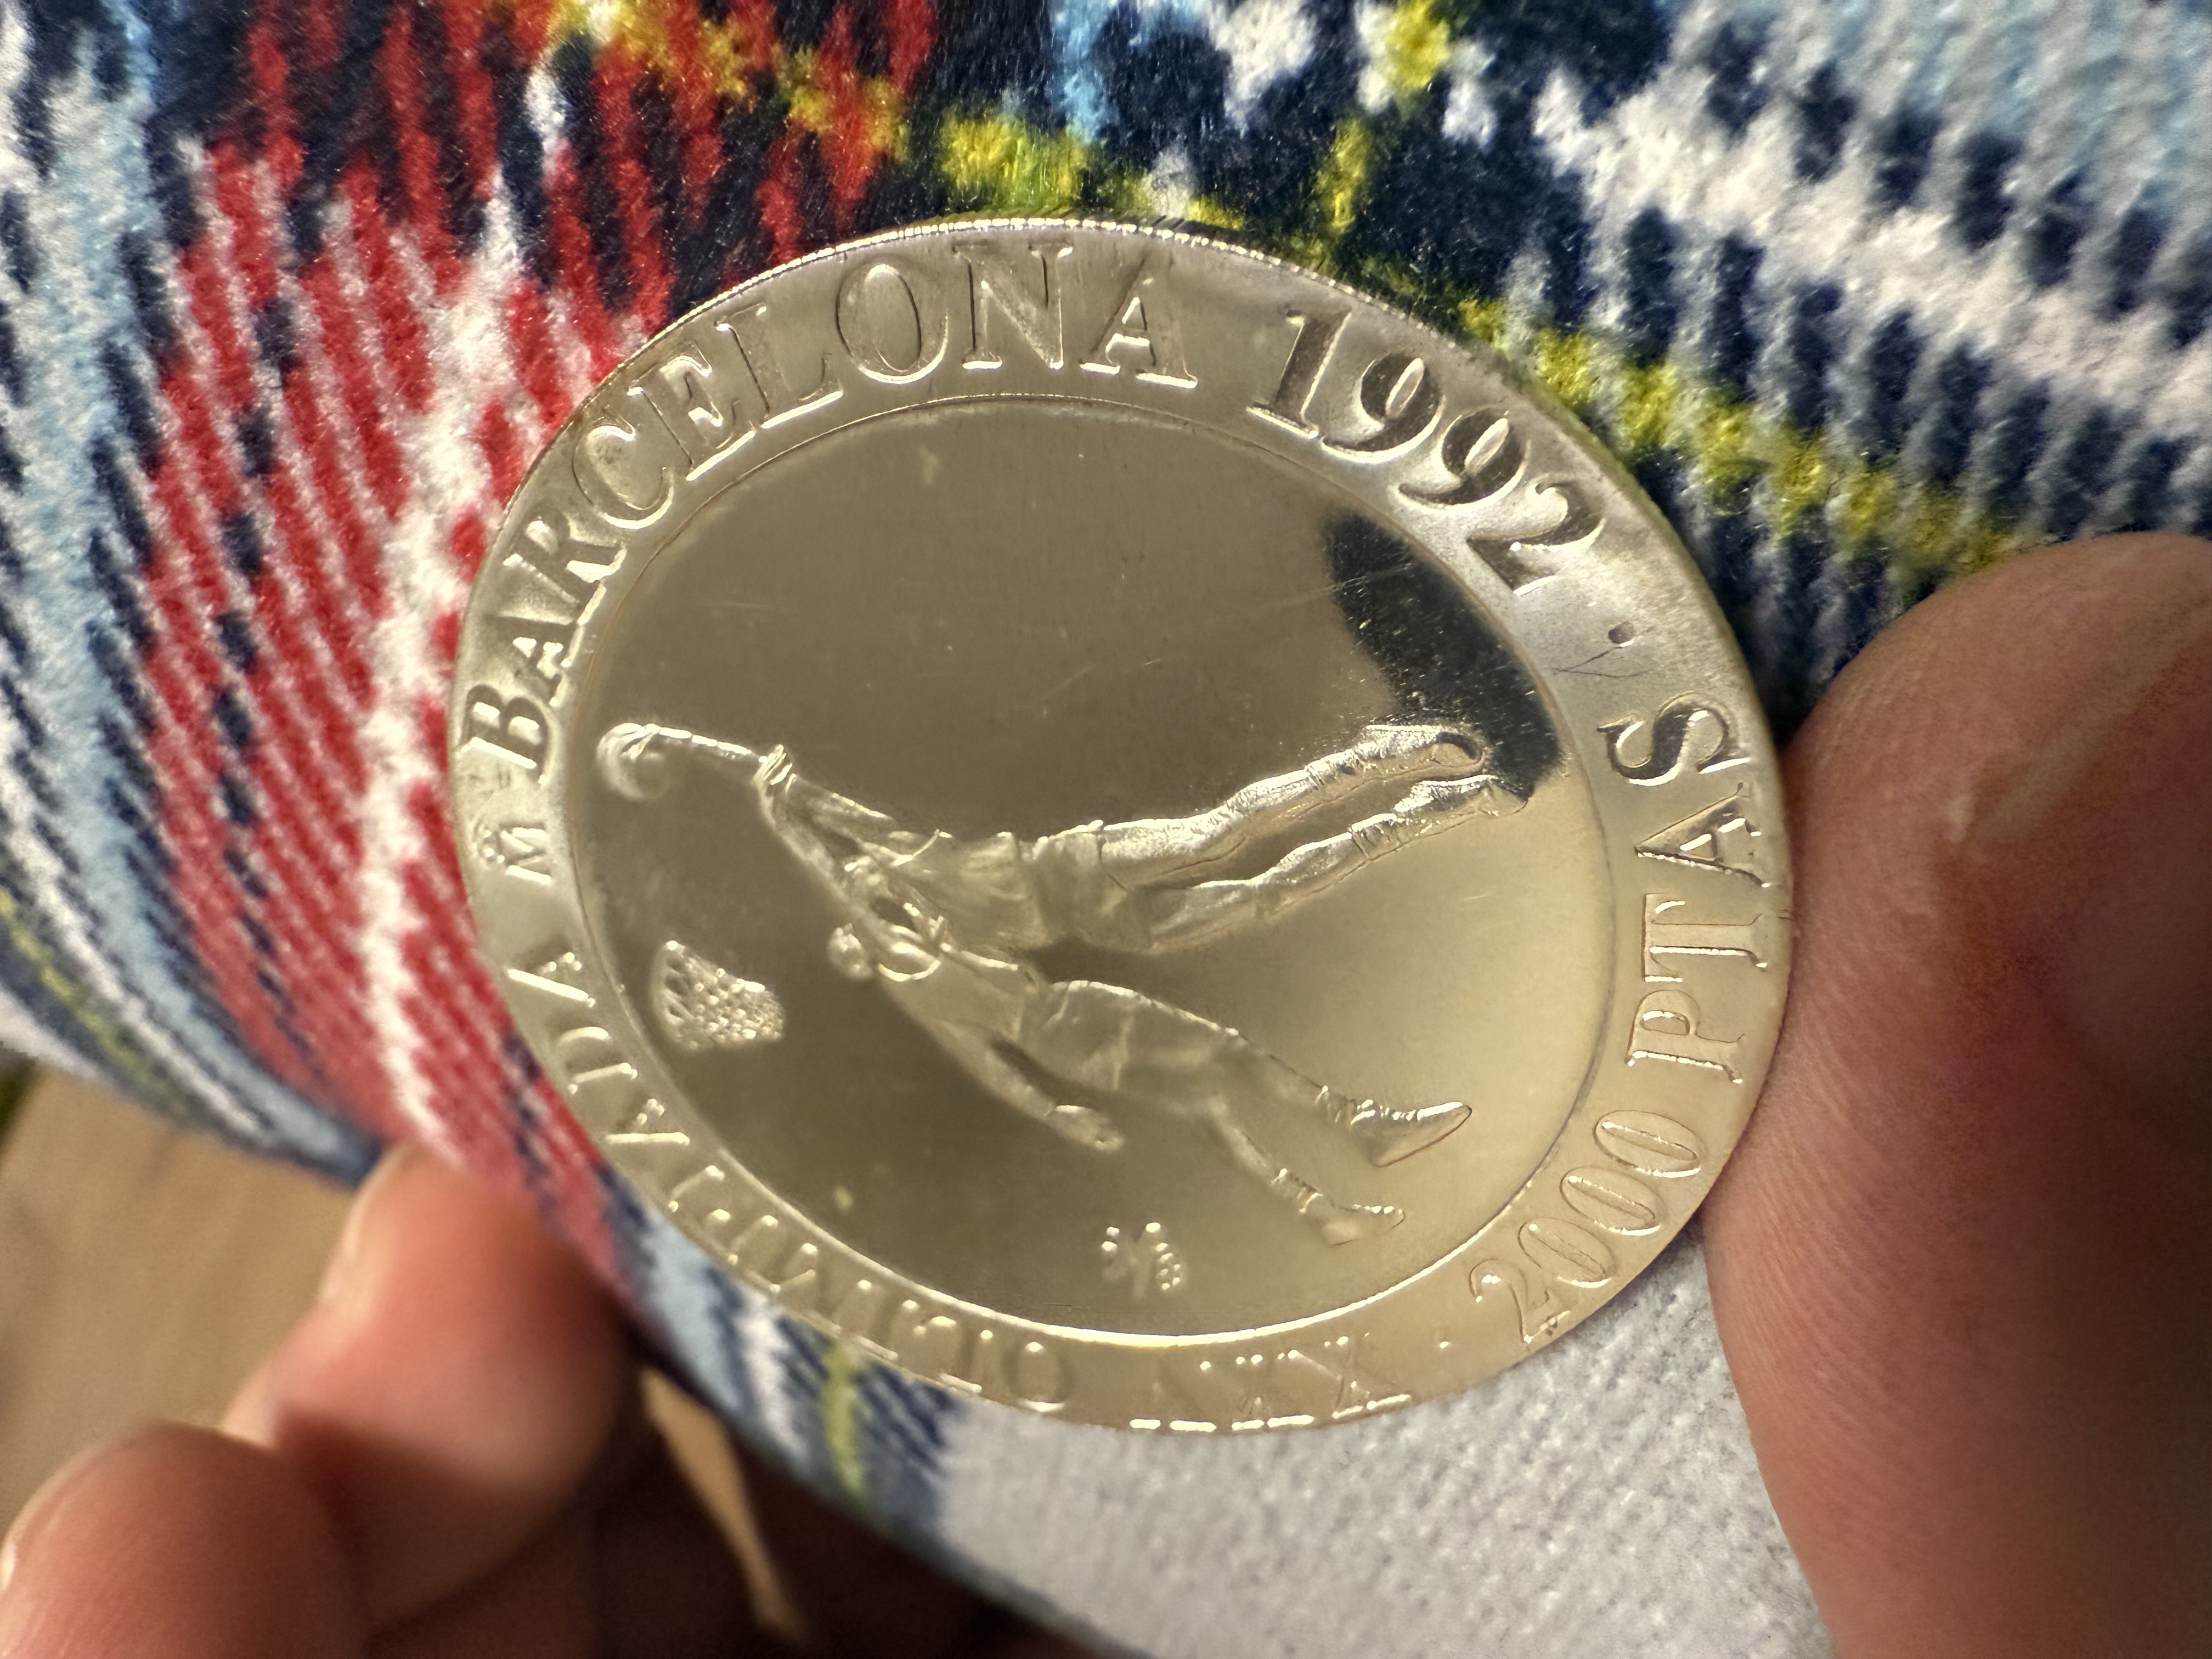 M BARCELONA 1992 · 2000 PTAS
· XXV OLIMPIADA